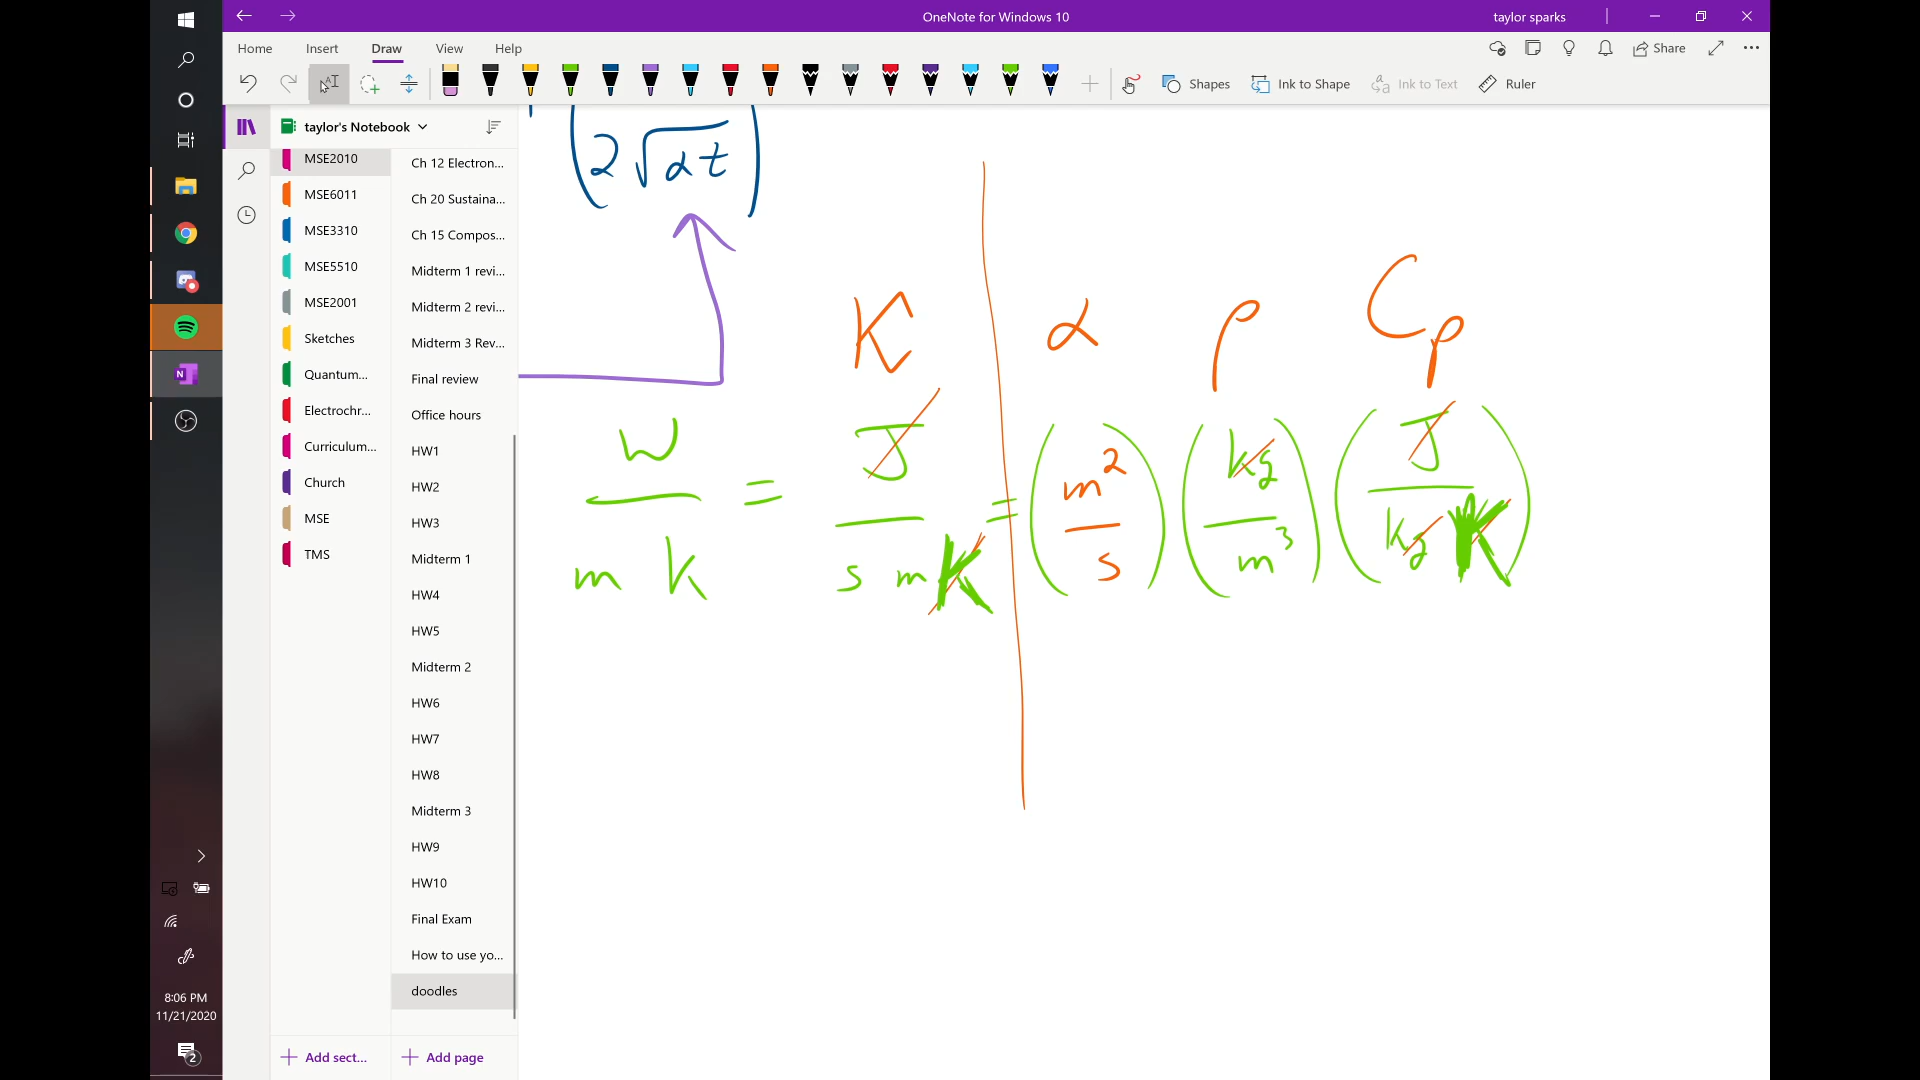 OneNote for Windows 10
taylor sparks
Home Insert Draw View Help
Share
Shapes Ink to Shape Ink to Text Ruler
taylor's Notebook
MSE2010
MSE6011
MSE3310
MSE5510
MSE2001
Sketches
Quantum...
Electrochr...
Curriculum...
Church
MSE
TMS
Ch 12 Electron...
Ch 20 Sustaina...
Ch 15 Compos...
Midterm 1 revi...
Midterm 2 revi...
Midterm 3 Rev...
Final review
Office hours
HW1
HW2
HW3
Midterm 1
HW4
HW5
Midterm 2
HW6
HW7
HW8
Midterm 3
HW9
HW10
Final Exam
How to use yo...
doodles
Add sect...
Add page
(2√αt)
K α ρ Cp
W = J = (m²) (kg) (J)
m K s m K s m³ kg K
8:06 PM
11/21/2020
2